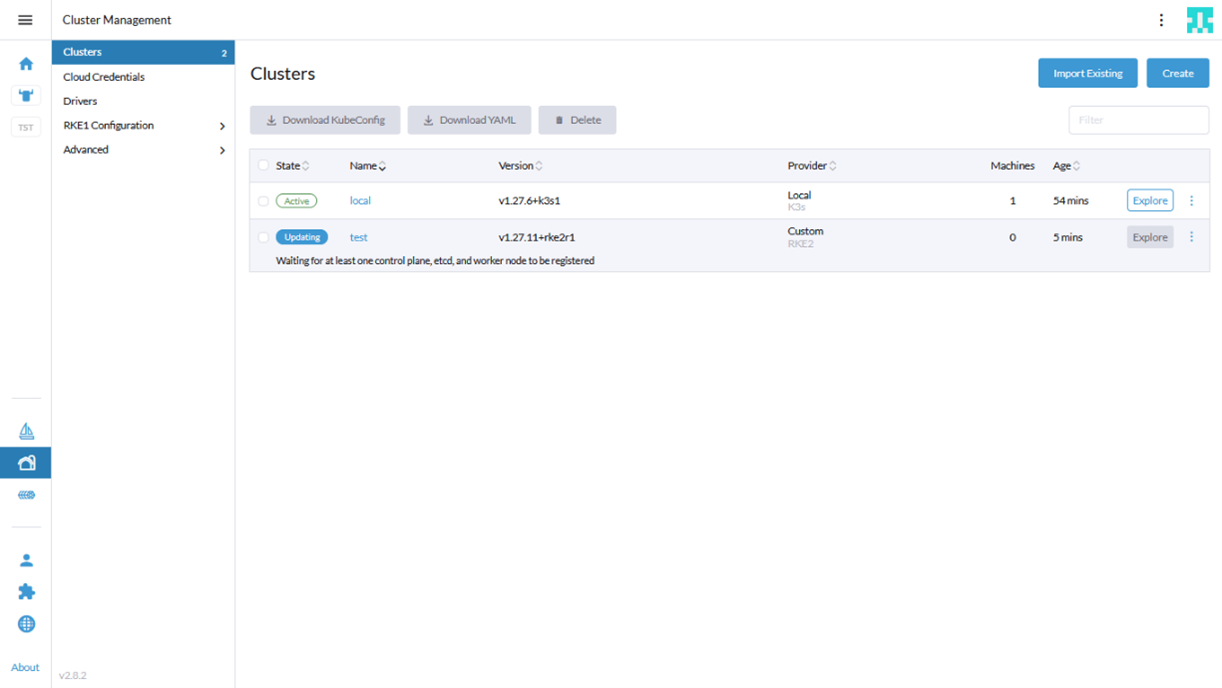 Cluster Management
Clusters 2
Cloud Credentials
Drivers
RKE1 Configuration
Advanced
TST
About
v2.8.2
Clusters
Import Existing Create
Download KubeConfig Download YAML Delete
Filter
State Name Version Provider Machines Age
Active local v1.27.6+k3s1 Local 1 54 mins Explore
K3s
Updating test v1.27.11+rke2r1 Custom 0 5 mins Explore
RKE2
Waiting for at least one control plane, etcd, and worker node to be registered